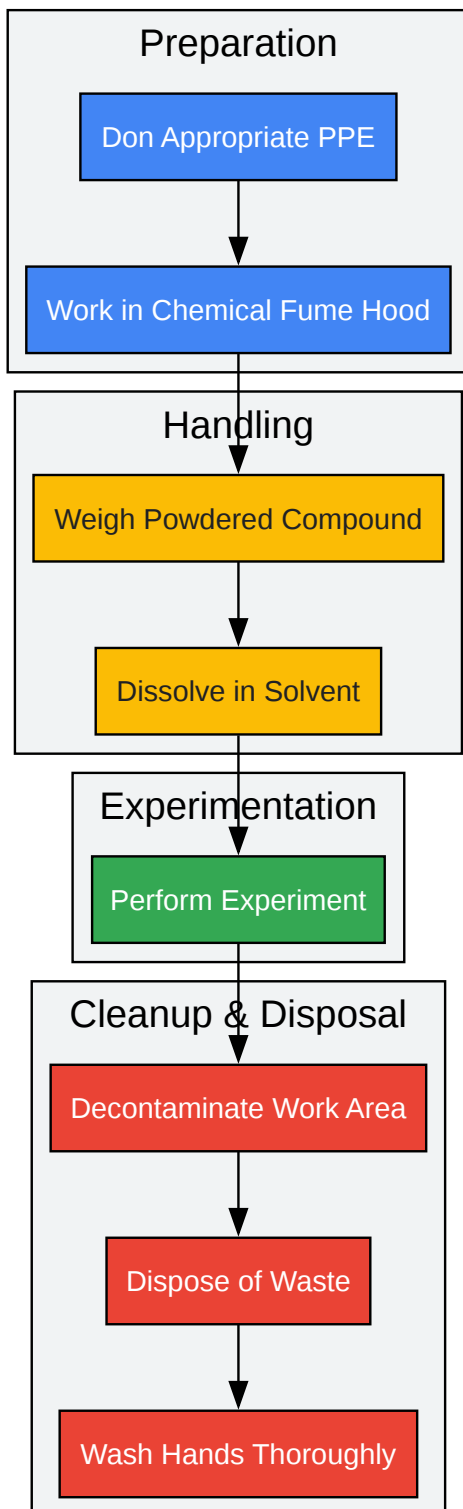 Preparation
Don Appropriate PPE
Work in Chemical Fume Hood
Handling
Weigh Powdered Compound
Dissolve in Solvent
Experimentation
Perform Experiment
Cleanup & Disposal
Decontaminate Work Area
Dispose of Waste
Wash Hands Thoroughly